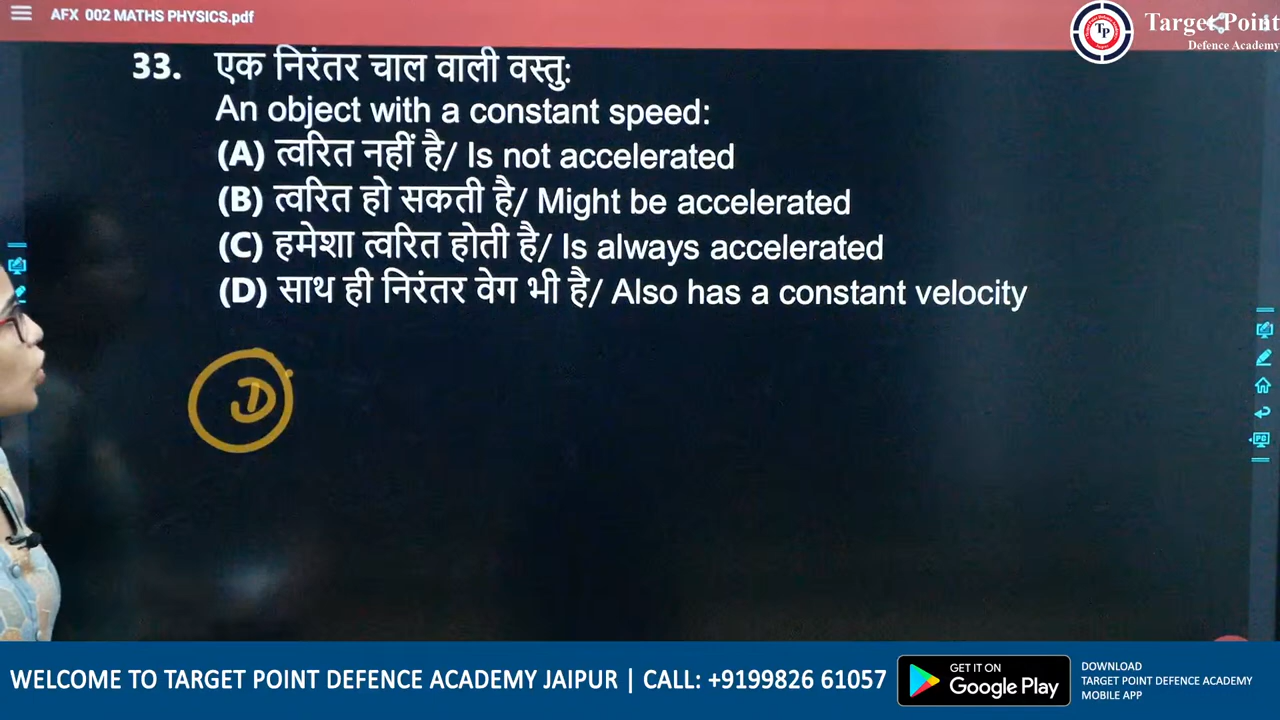 AFX 002 MATHS PHYSICS.pdf
TP
Target Point
Defence Academy
33. एक निरंतर चाल वाली वस्तु:
An object with a constant speed:
(A) त्वरित नहीं है/ Is not accelerated
(B) त्वरित हो सकती है/ Might be accelerated
(C) हमेशा त्वरित होती है/ Is always accelerated
(D) साथ ही निरंतर वेग भी है/ Also has a constant velocity
D
WELCOME TO TARGET POINT DEFENCE ACADEMY JAIPUR | CALL: +9199826 61057
GET IT ON
Google Play
DOWNLOAD
TARGET POINT DEFENCE ACADEMY
MOBILE APP